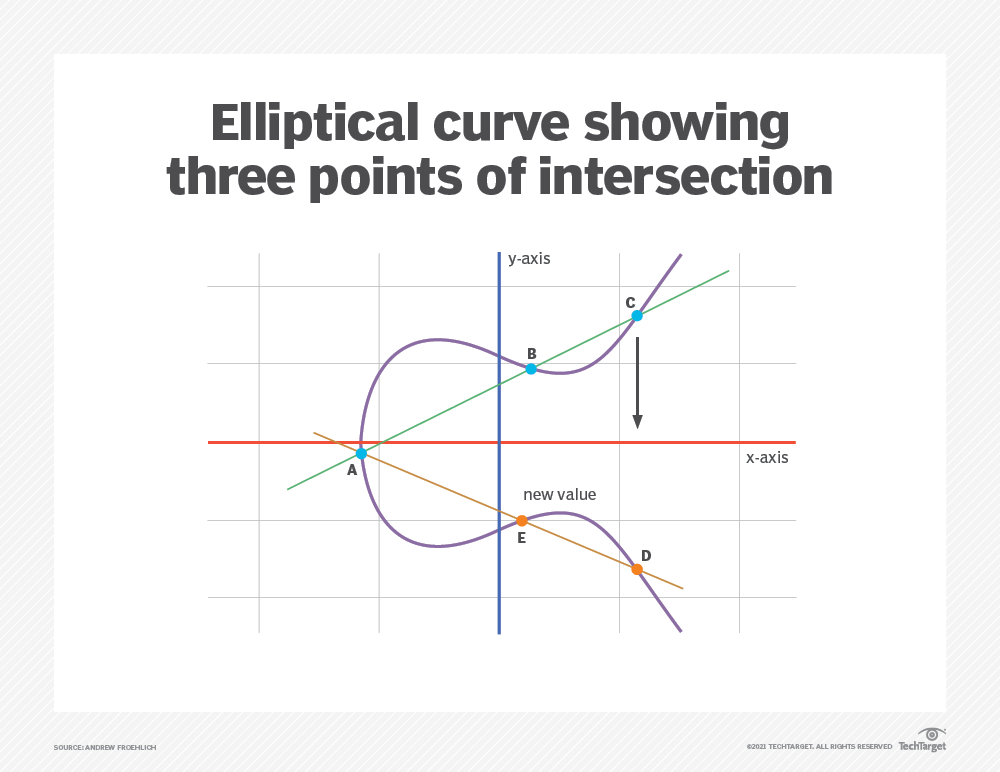 Elliptical curve showing
three points of intersection
y-axis
C
B
x-axis
A
new value
E
D
SOURE: ANDREW FROEHLICH
©2021 TECHTARGET. ALL RIGHTS RESERVED TechTarget